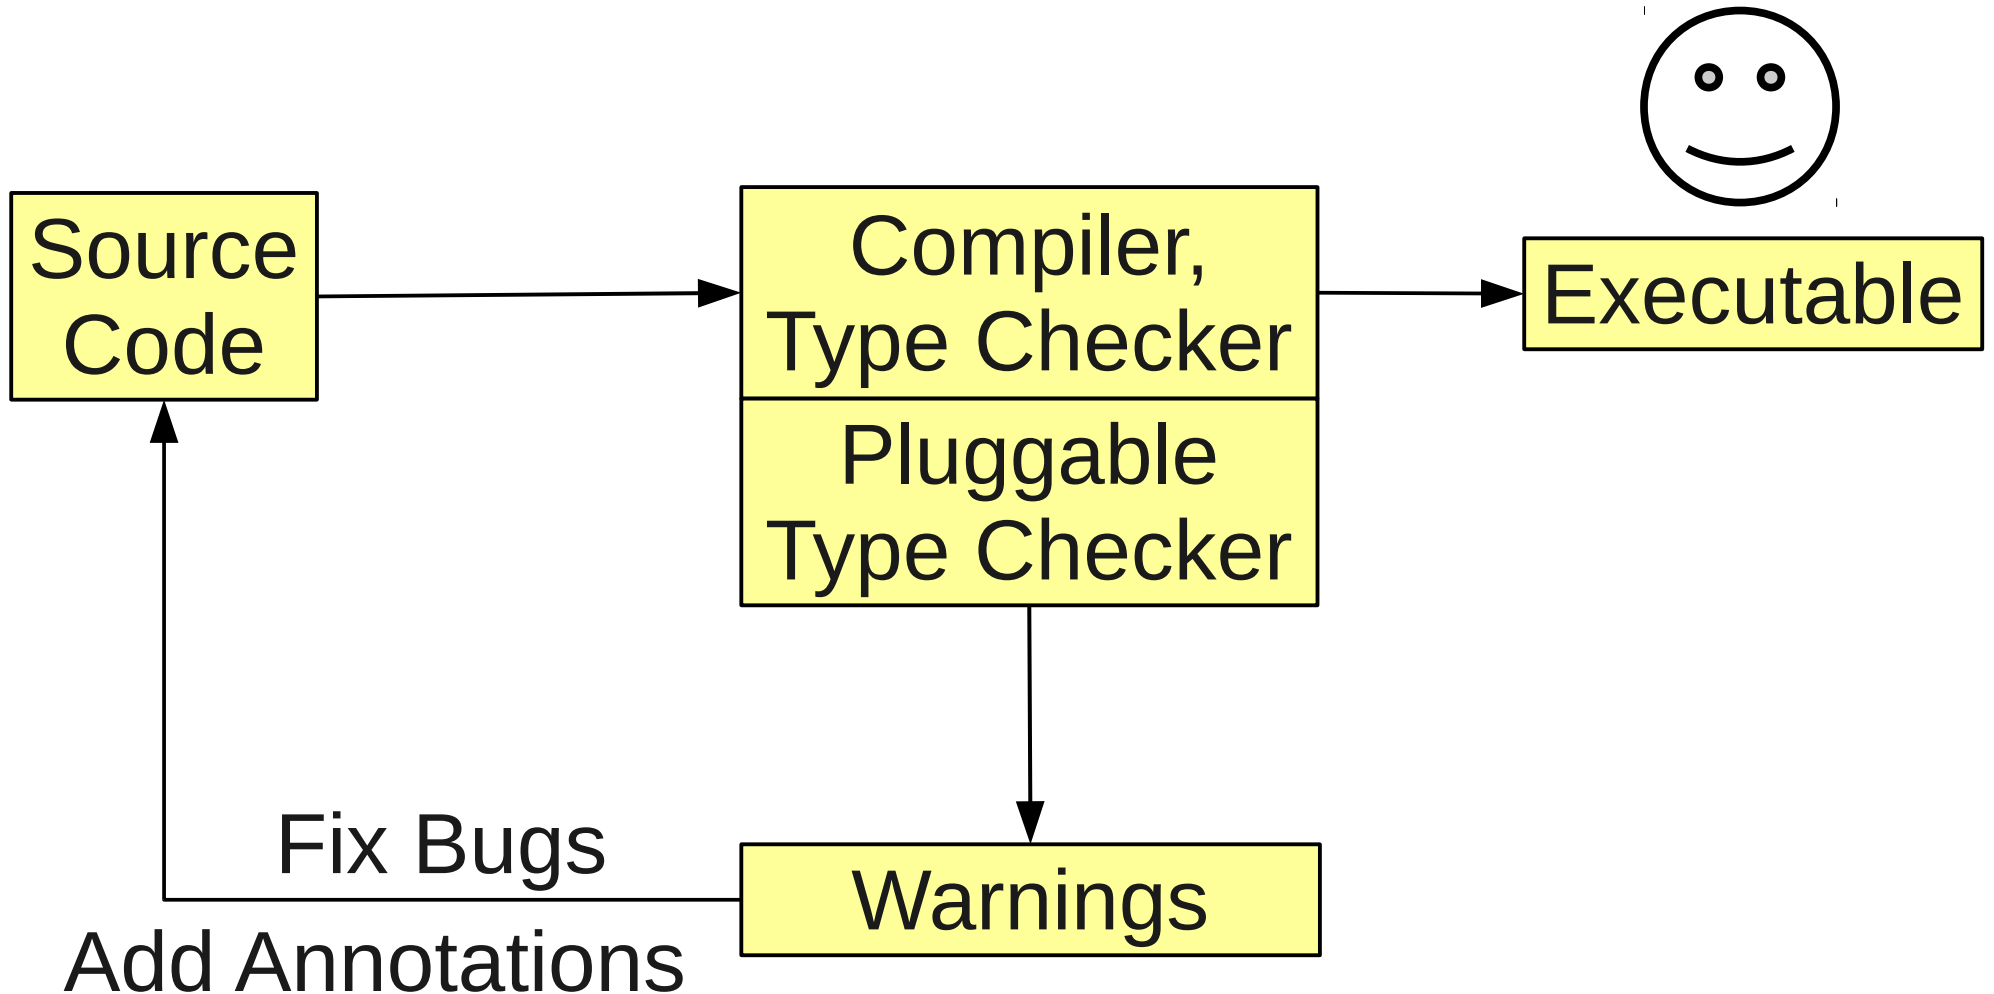 Source
Code
Compiler,
Type Checker
Pluggable
Type Checker
Executable
Warnings
Fix Bugs
Add Annotations